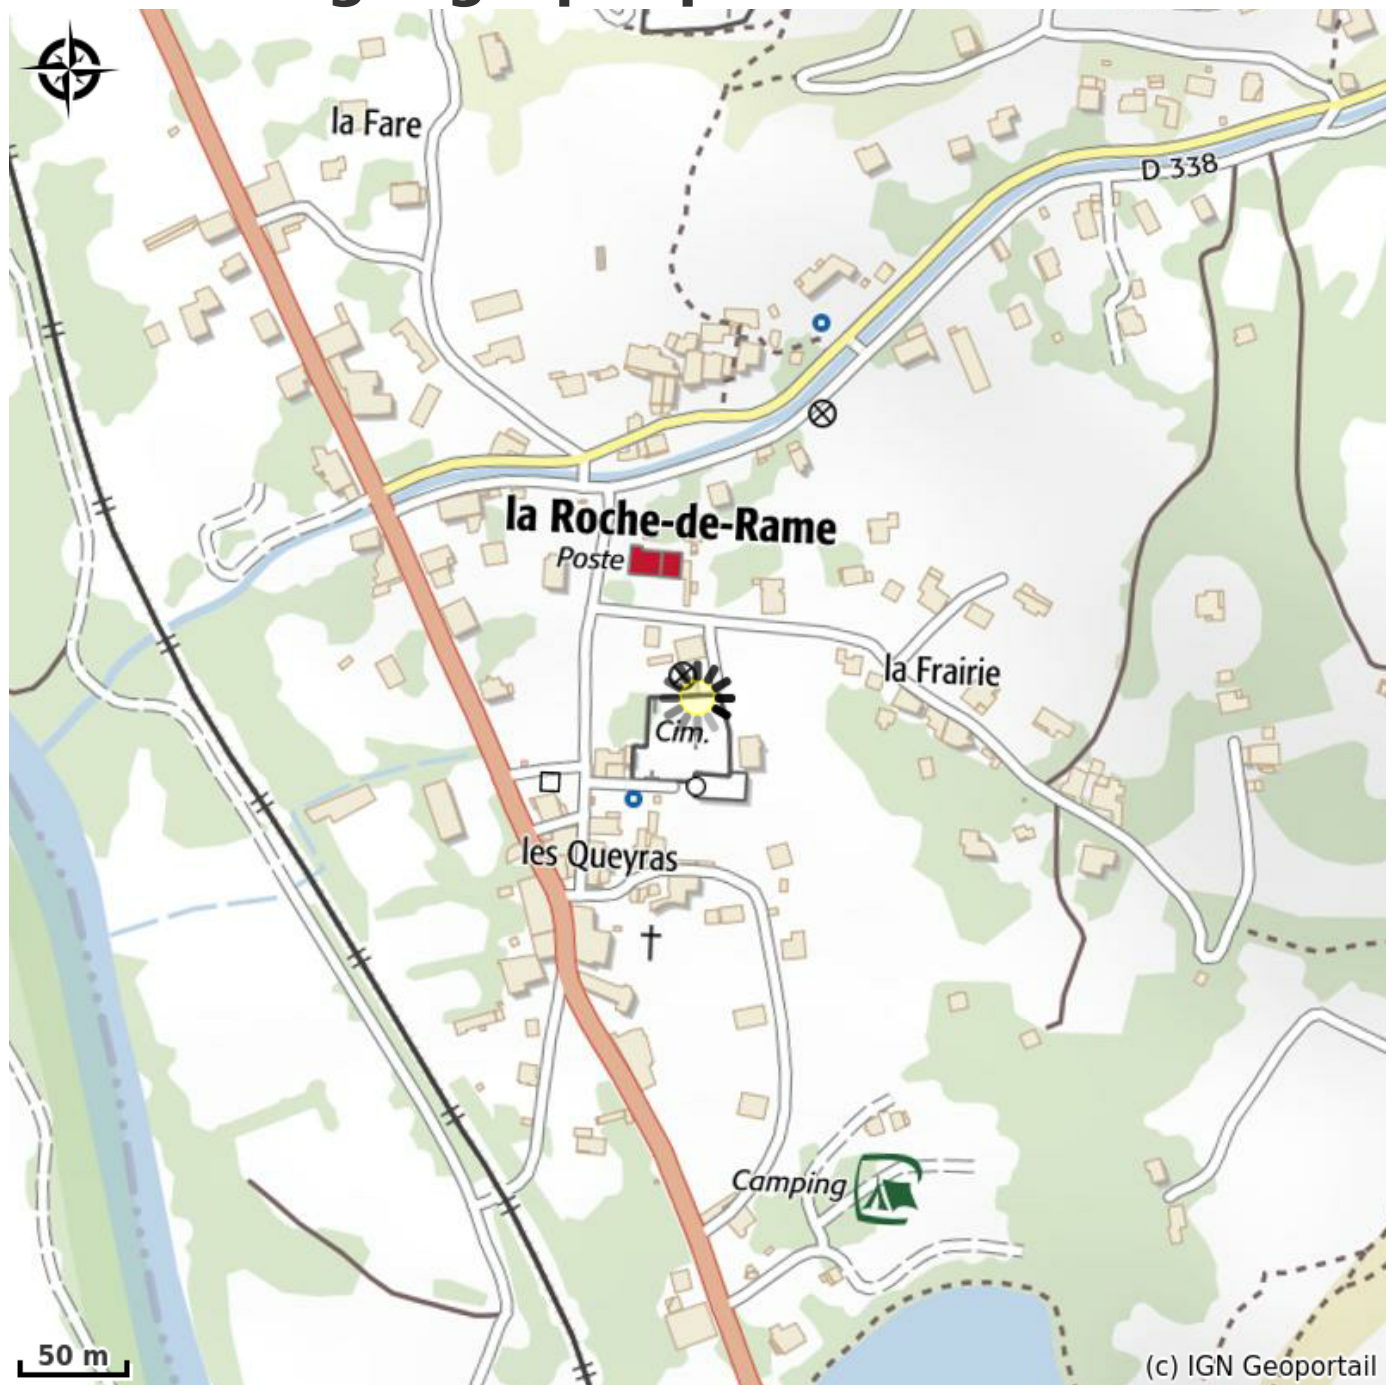 la Fare
D 338
la Roche-de-Rame
Poste
la Frairie
Cim.
les Queyras
Camping
50 m
(c) IGN Geoportail